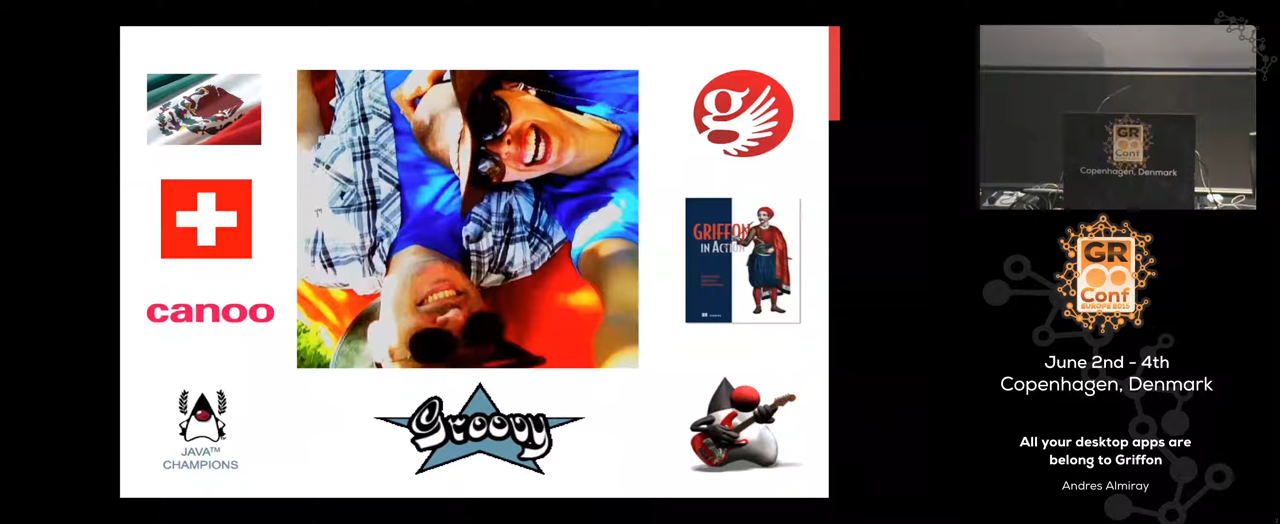 canoo
JAVA™
CHAMPIONS
Groovy
g
GRIFFON
IN ACTION
GR
Conf
Copenhagen, Denmark
GR
Conf
EUROPE 2015
June 2nd - 4th
Copenhagen, Denmark
All your desktop apps are
belong to Griffon
Andres Almiray